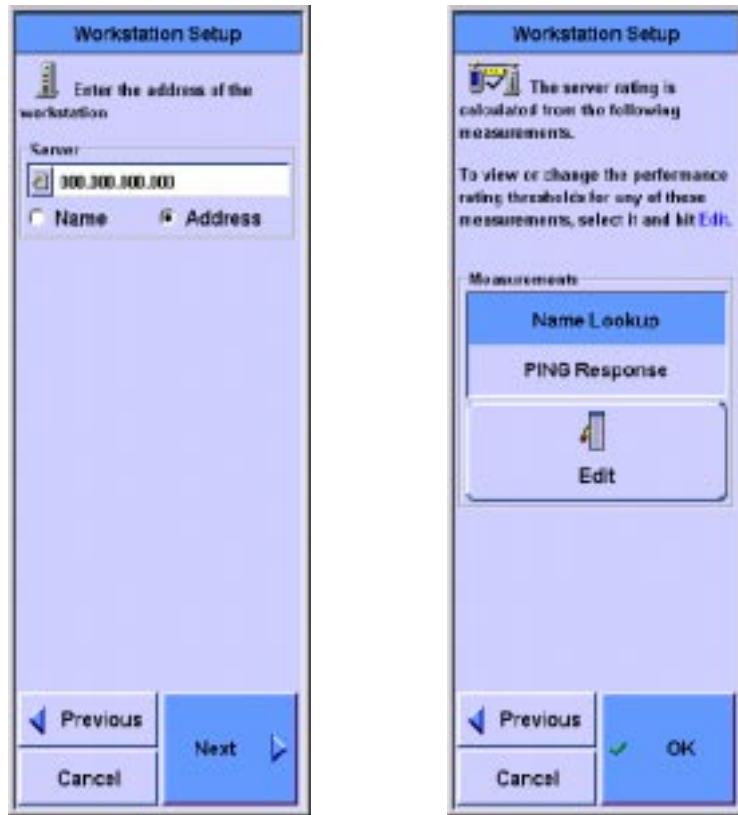 Workstation Setup
Enter the address of the
workstation
Server
000.000.000.000
Name Address
Previous
Next
Cancel
Workstation Setup
The server rating is
calculated from the following
measurements.
To view or change the performance
rating thresholds for any of these
measurements, select it and hit Edit.
Measurements
Name Lookup
PING Response
Edit
Previous
OK
Cancel